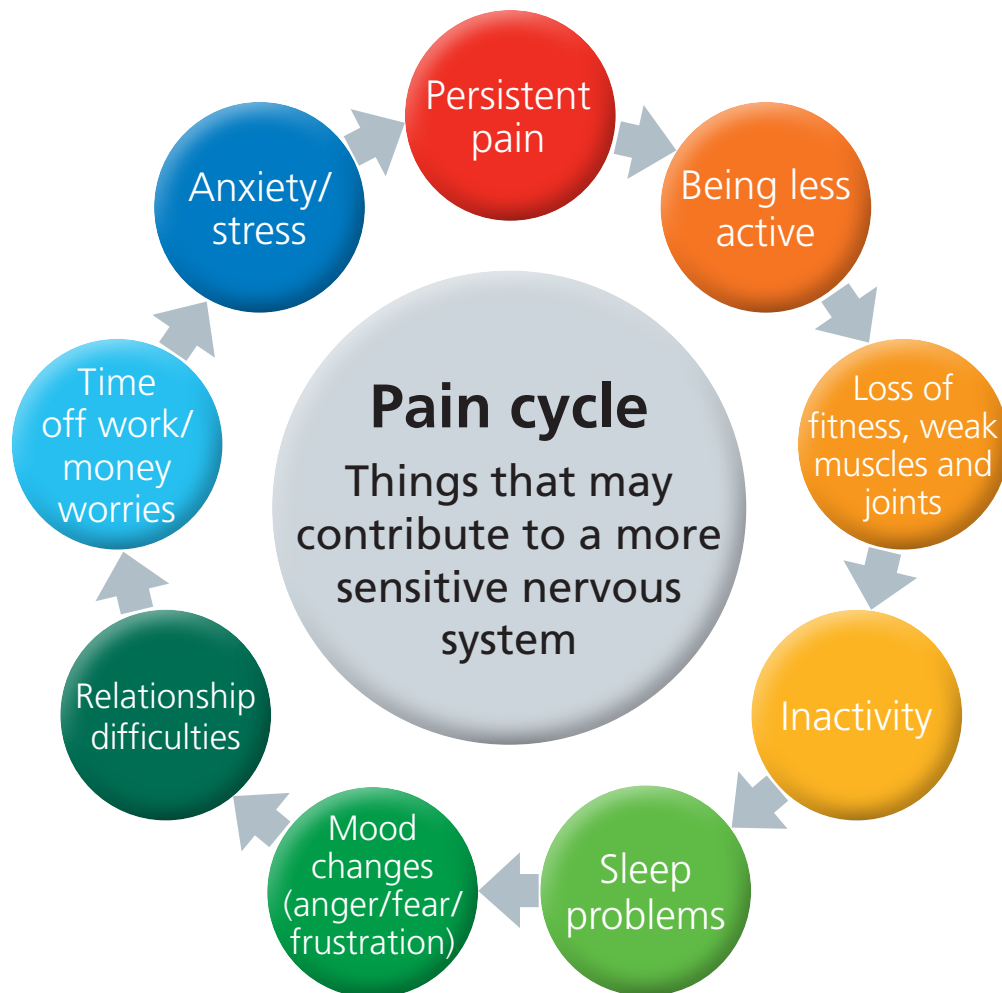 Persistent
pain
Being less
active
Loss of
fitness, weak
muscles and
joints
Inactivity
Sleep
problems
Mood
changes
(anger/fear/
frustration)
Relationship
difficulties
Time
off work/
money
worries
Anxiety/
stress
Pain cycle
Things that may
contribute to a more
sensitive nervous
system